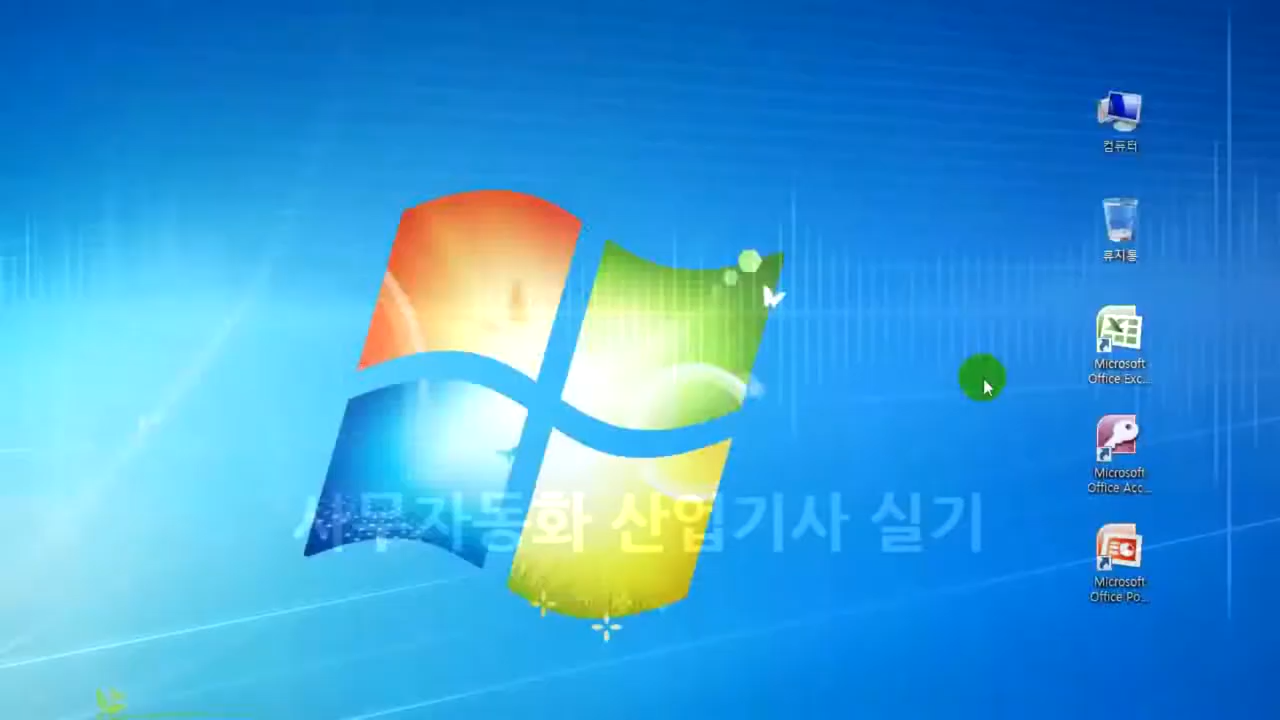 컴퓨터
휴지통
Microsoft
Office Exc...
Microsoft
Office Acc...
사무자동화 산업기사 실기
Microsoft
Office Po...